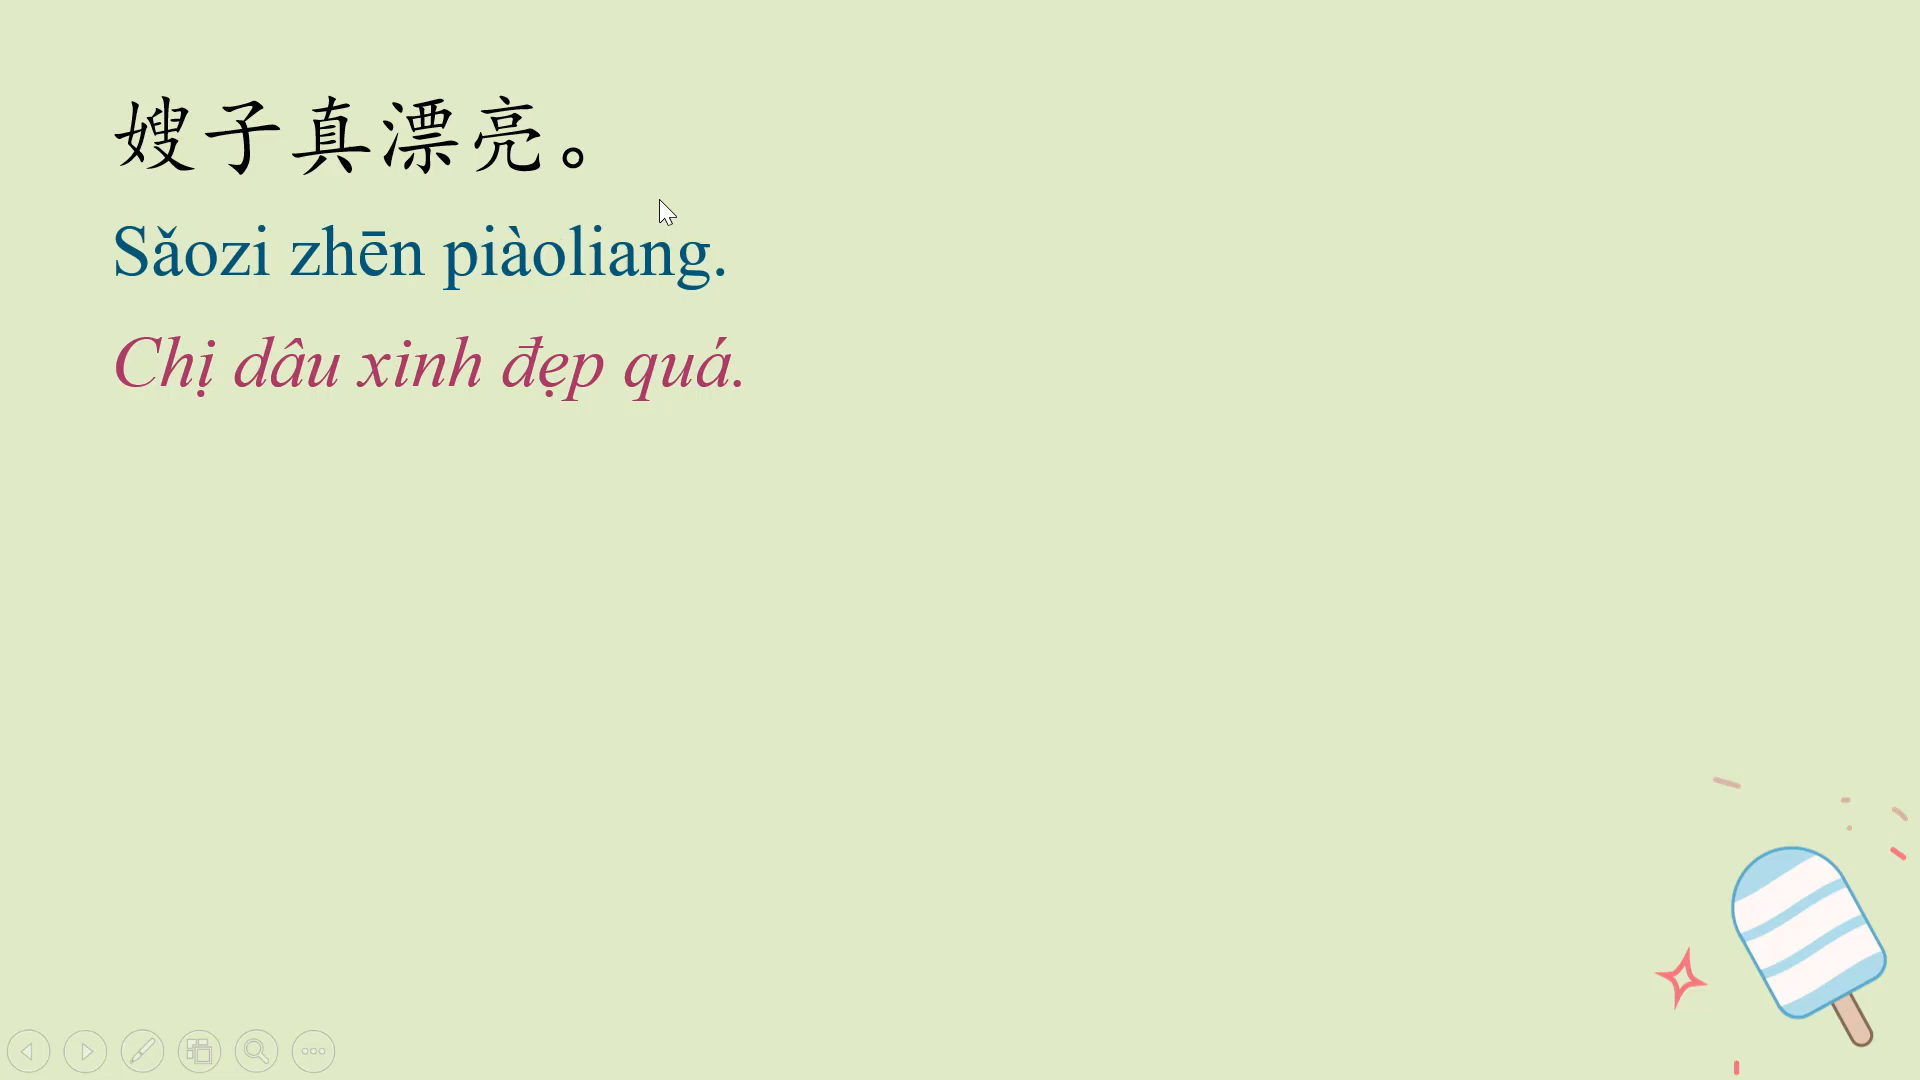 嫂子真漂亮。
Sǎozi zhēn piàoliang.
Chị dâu xinh đẹp quá.